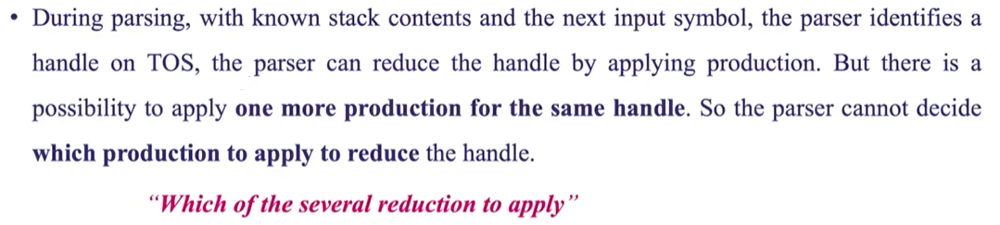 • During parsing, with known stack contents and the next input symbol, the parser identifies a
handle on TOS, the parser can reduce the handle by applying production. But there is a
possibility to apply one more production for the same handle. So the parser cannot decide
which production to apply to reduce the handle.
“Which of the several reduction to apply”